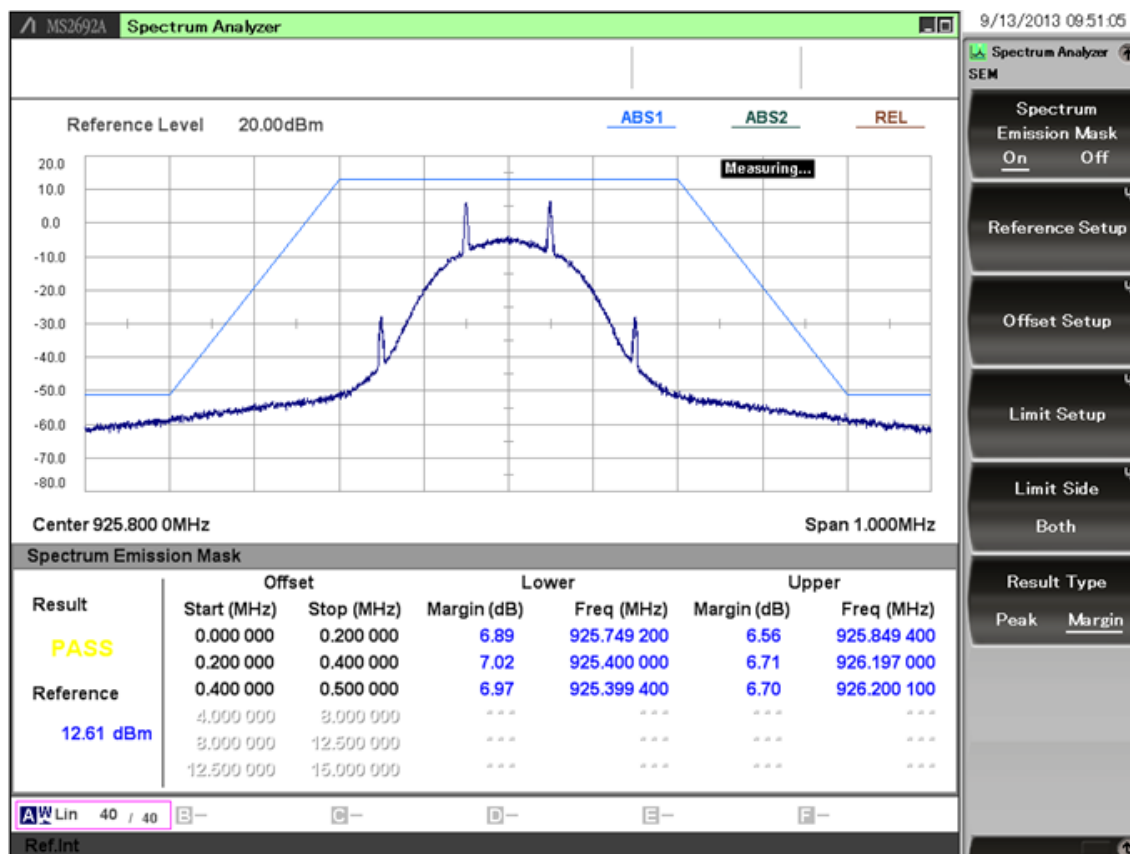 MS2692A Spectrum Analyzer
9/13/2013 09:51:05
Spectrum Analyzer
SEM
Spectrum
Emission Mask
On Off
Reference Setup
Offset Setup
Limit Setup
Limit Side
Both
Result Type
Peak Margin
Reference Level 20.00dBm
ABS1 ABS2 REL
Measuring...
20.0
10.0
0.0
-10.0
-20.0
-30.0
-40.0
-50.0
-60.0
-70.0
-80.0
Center 925.800 0MHz Span 1.000MHz
Spectrum Emission Mask
Offset Lower Upper
Result Start (MHz) Stop (MHz) Margin (dB) Freq (MHz) Margin (dB) Freq (MHz)
0.000 000 0.200 000 6.89 925.749 200 6.56 925.849 400
PASS 0.200 000 0.400 000 7.02 925.400 000 6.71 926.197 000
Reference 0.400 000 0.500 000 6.97 925.399 400 6.70 926.200 100
4.000 000 8.000 000 --- --- --- ---
12.61 dBm 8.000 000 12.500 000 --- --- --- ---
12.500 000 15.000 000 --- --- --- ---
A W Lin 40 / 40 B- C- D- E- F-
Ref.Int